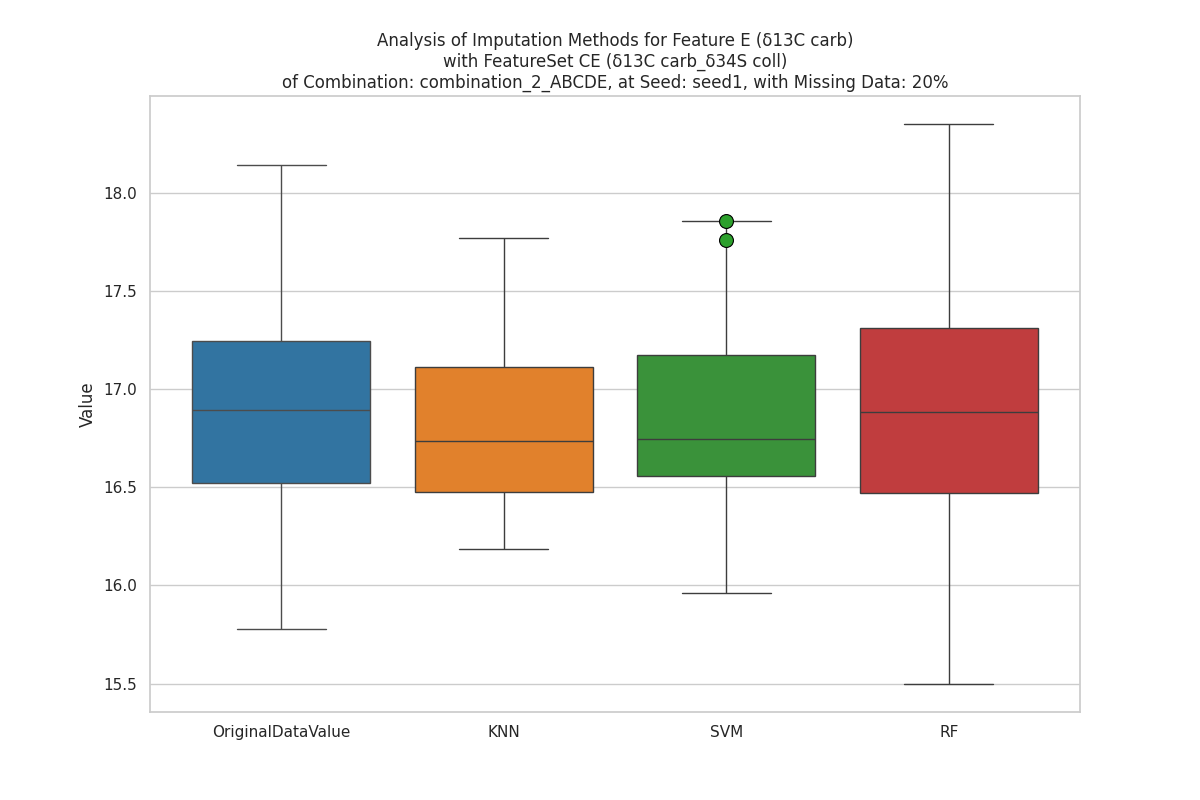 Analysis of Imputation Methods for Feature E (δ13C carb)
with FeatureSet CE (δ13C carb_δ34S coll)
of Combination: combination_2_ABCDE, at Seed: seed1, with Missing Data: 20%
18.0
17.5
17.0
16.5
16.0
15.5
Value
OriginalDataValue
KNN
SVM
RF